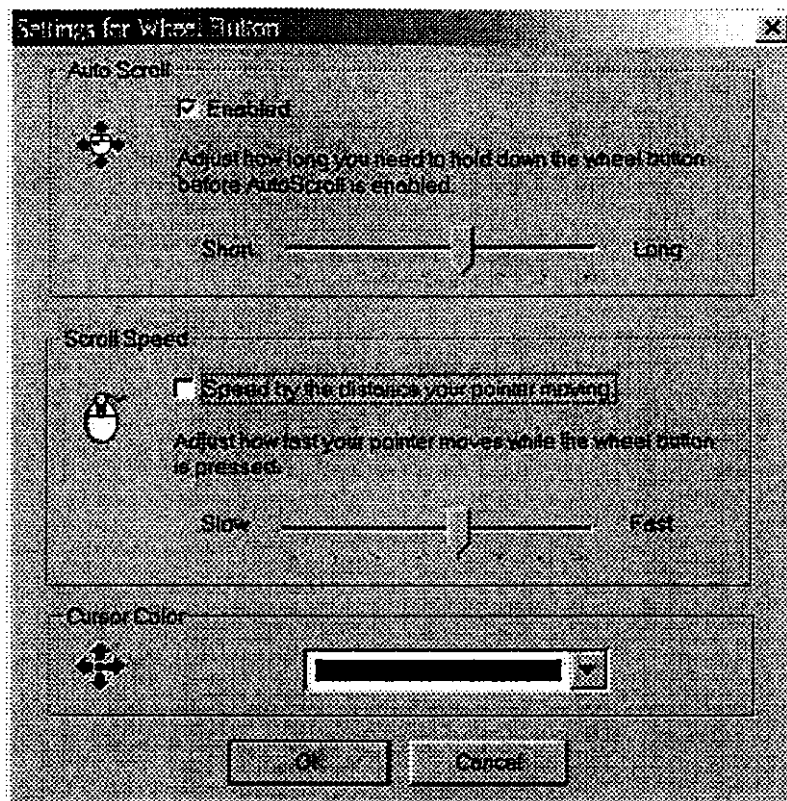 Settings for Wheel Button
Auto Scroll
Enabled
Adjust how long you need to hold down the wheel button
before AutoScroll is enabled.
Short Long
Scroll Speed
Speed by the distance your pointer moving
Adjust how fast your pointer moves while the wheel button
is pressed.
Slow Fast
Cursor Color
OK Cancel